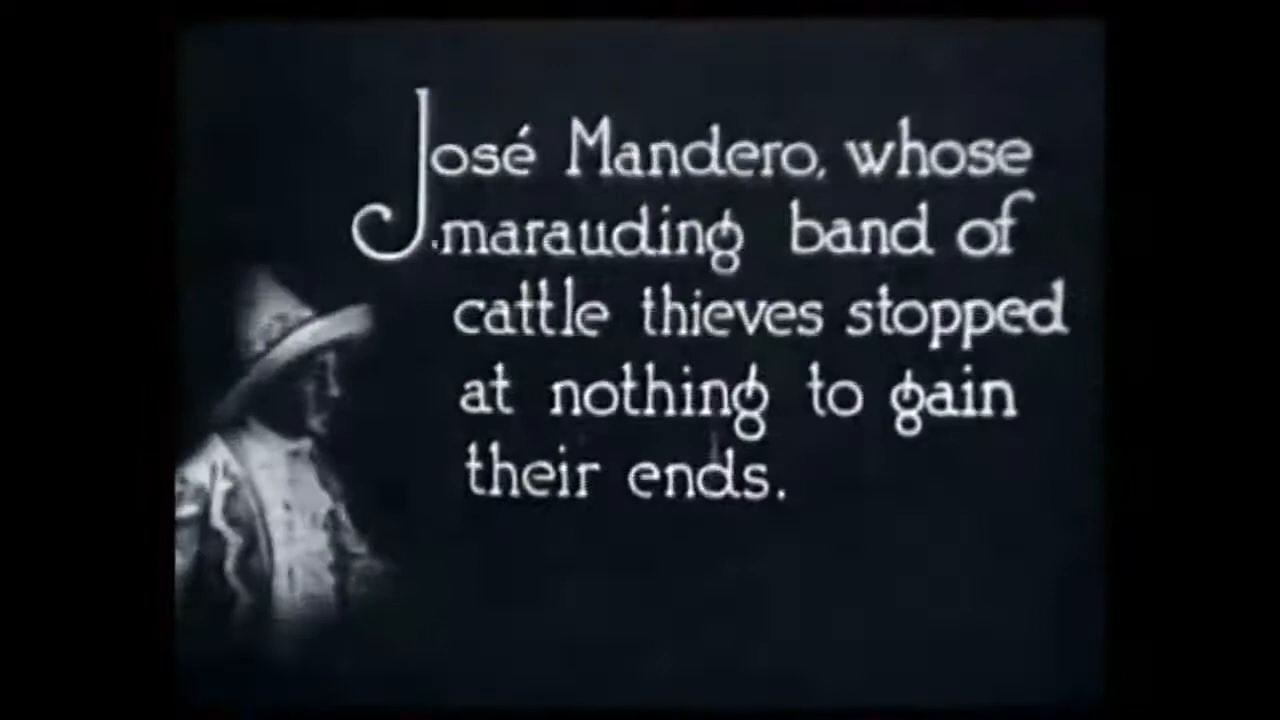 José Mandero, whose
marauding band of
cattle thieves stopped
at nothing to gain
their ends.